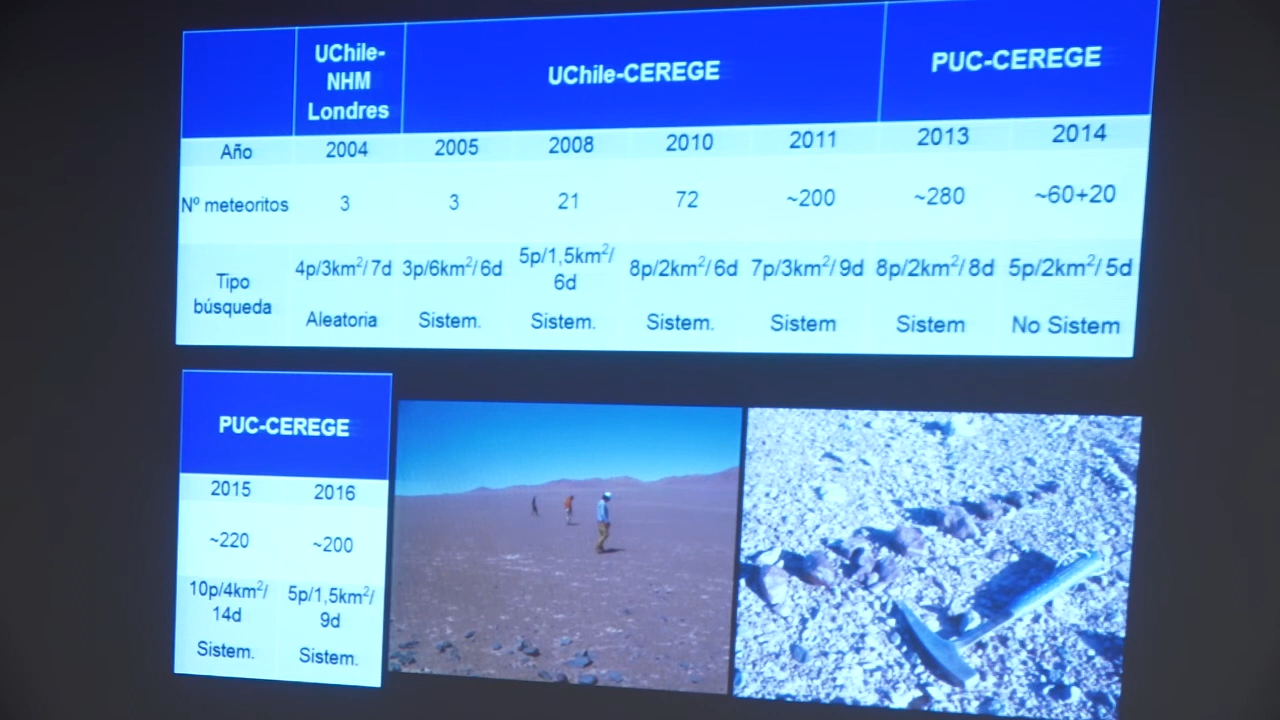 UChile-
NHM
Londres
UChile-CEREGE
PUC-CEREGE
Año 2004 2005 2008 2010 2011 2013 2014
Nº meteoritos 3 3 21 72 ~200 ~280 ~60+20
Tipo
búsqueda
4p/3km²/7d 3p/6km²/6d 5p/1,5km²/
6d
8p/2km²/6d 7p/3km²/9d 8p/2km²/8d 5p/2km²/5d
Aleatoria Sistem. Sistem. Sistem. Sistem Sistem No Sistem
PUC-CEREGE
2015 2016
~220 ~200
10p/4km²/
14d
5p/1,5km²/
9d
Sistem. Sistem.